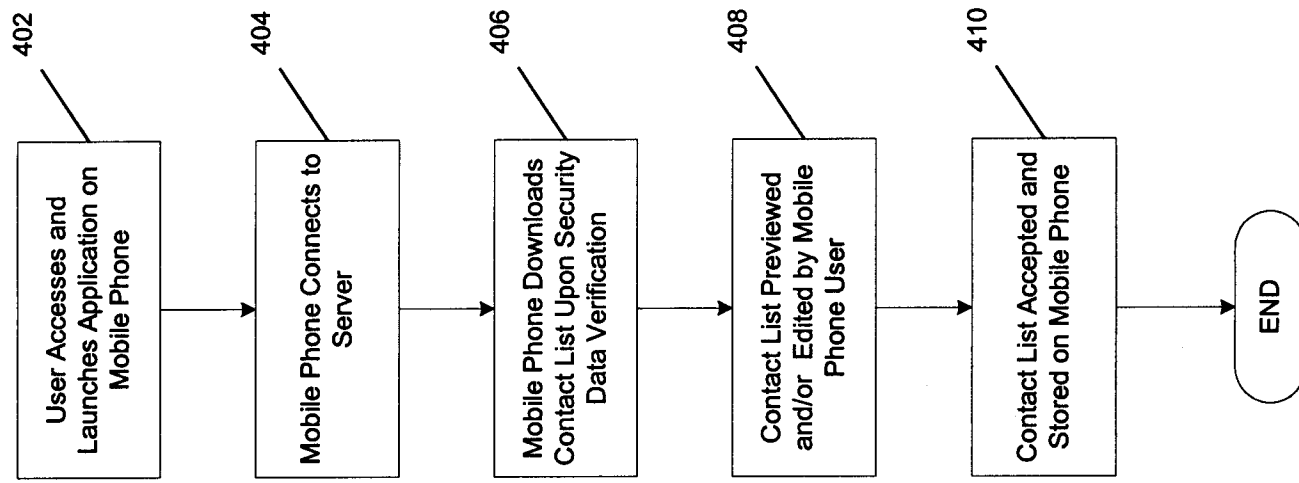 402
User Accesses and
Launches Application on
Mobile Phone
404
Mobile Phone Connects to
Server
406
Mobile Phone Downloads
Contact List Upon Security
Data Verification
408
Contact List Previewed
and/or Edited by Mobile
Phone User
410
Contact List Accepted and
Stored on Mobile Phone
END